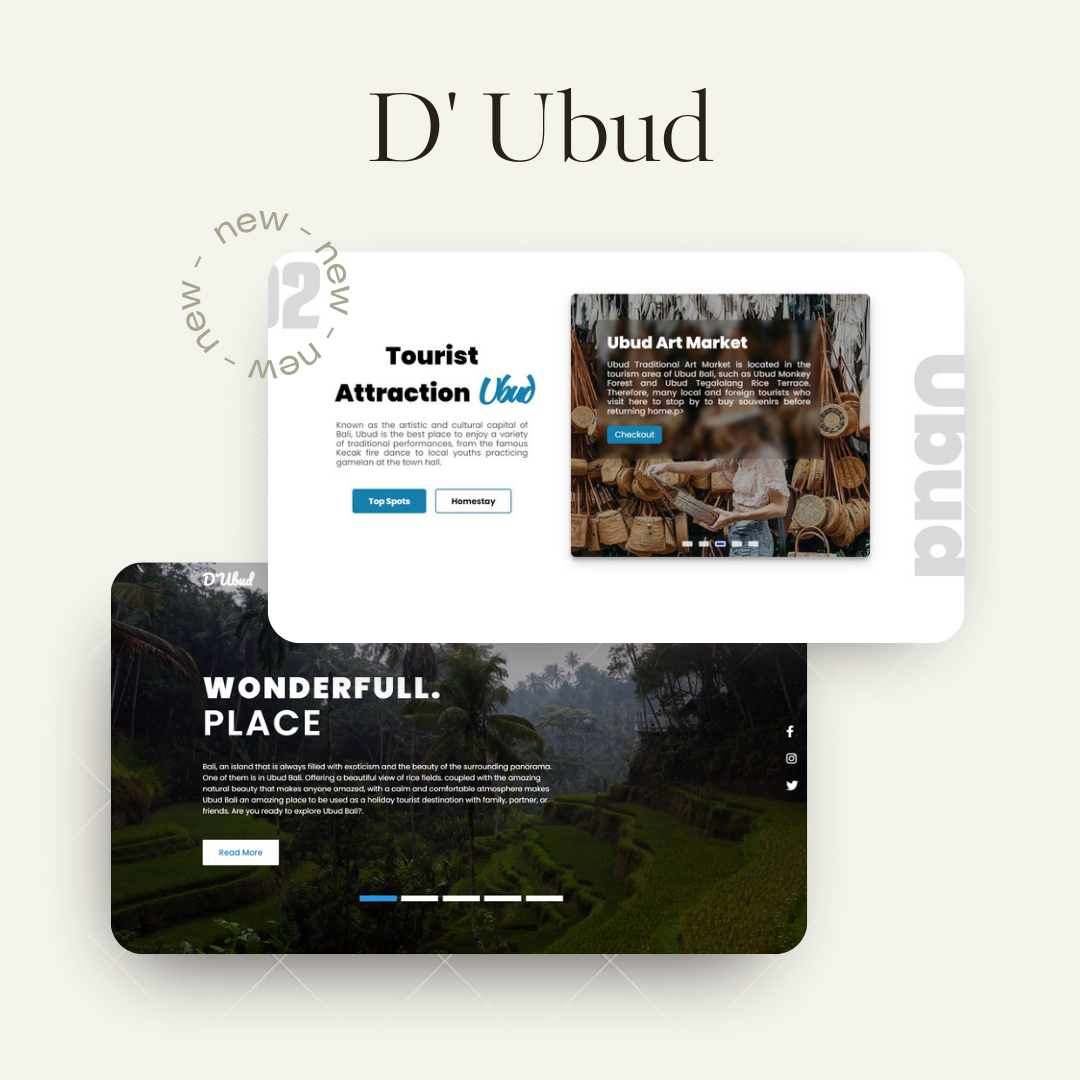 D' Ubud
new - new - new - new -
02
Tourist
Attraction Ubud
Known as the artistic and cultural capital of
Bali, Ubud is the best place to enjoy a variety
of traditional performances, from the famous
Kecak fire dance to local youths practicing
gamelan at the town hall.
Top Spots
Homestay
Ubud Art Market
Ubud Traditional Art Market is located in the
tourism area of Ubud Bali, such as Ubud Monkey
Forest and Ubud Tegalalang Rice Terrace.
Therefore, many local and foreign tourists who
visit here to stop by to buy souvenirs before
returning home.p>
Checkout
Ubud
D'Ubud
WONDERFULL.
PLACE
Bali, an island that is always filled with exoticism and the beauty of the surrounding panorama.
One of them is in Ubud Bali. Offering a beautiful view of rice fields. coupled with the amazing
natural beauty that makes anyone amazed, with a calm and comfortable atmosphere makes
Ubud Bali an amazing place to be used as a holiday tourist destination with family, partner, or
friends. Are you ready to explore Ubud Bali?.
Read More